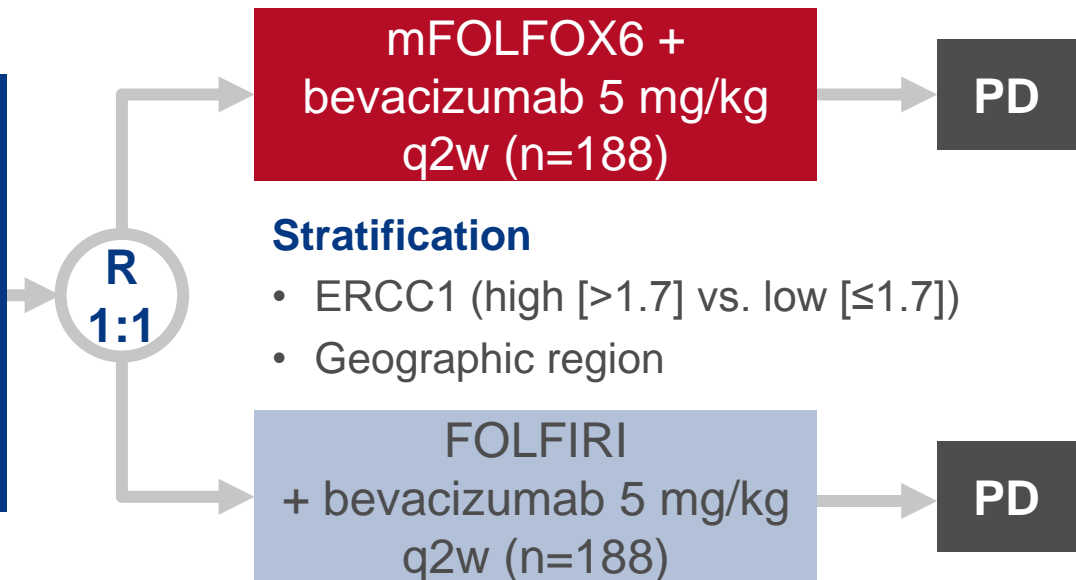 mFOLFOX6 +
bevacizumab 5 mg/kg
q2w (n=188)
PD
R
1:1
Stratification
• ERCC1 (high [>1.7] vs. low [≤1.7])
• Geographic region
FOLFIRI
+ bevacizumab 5 mg/kg
q2w (n=188)
PD